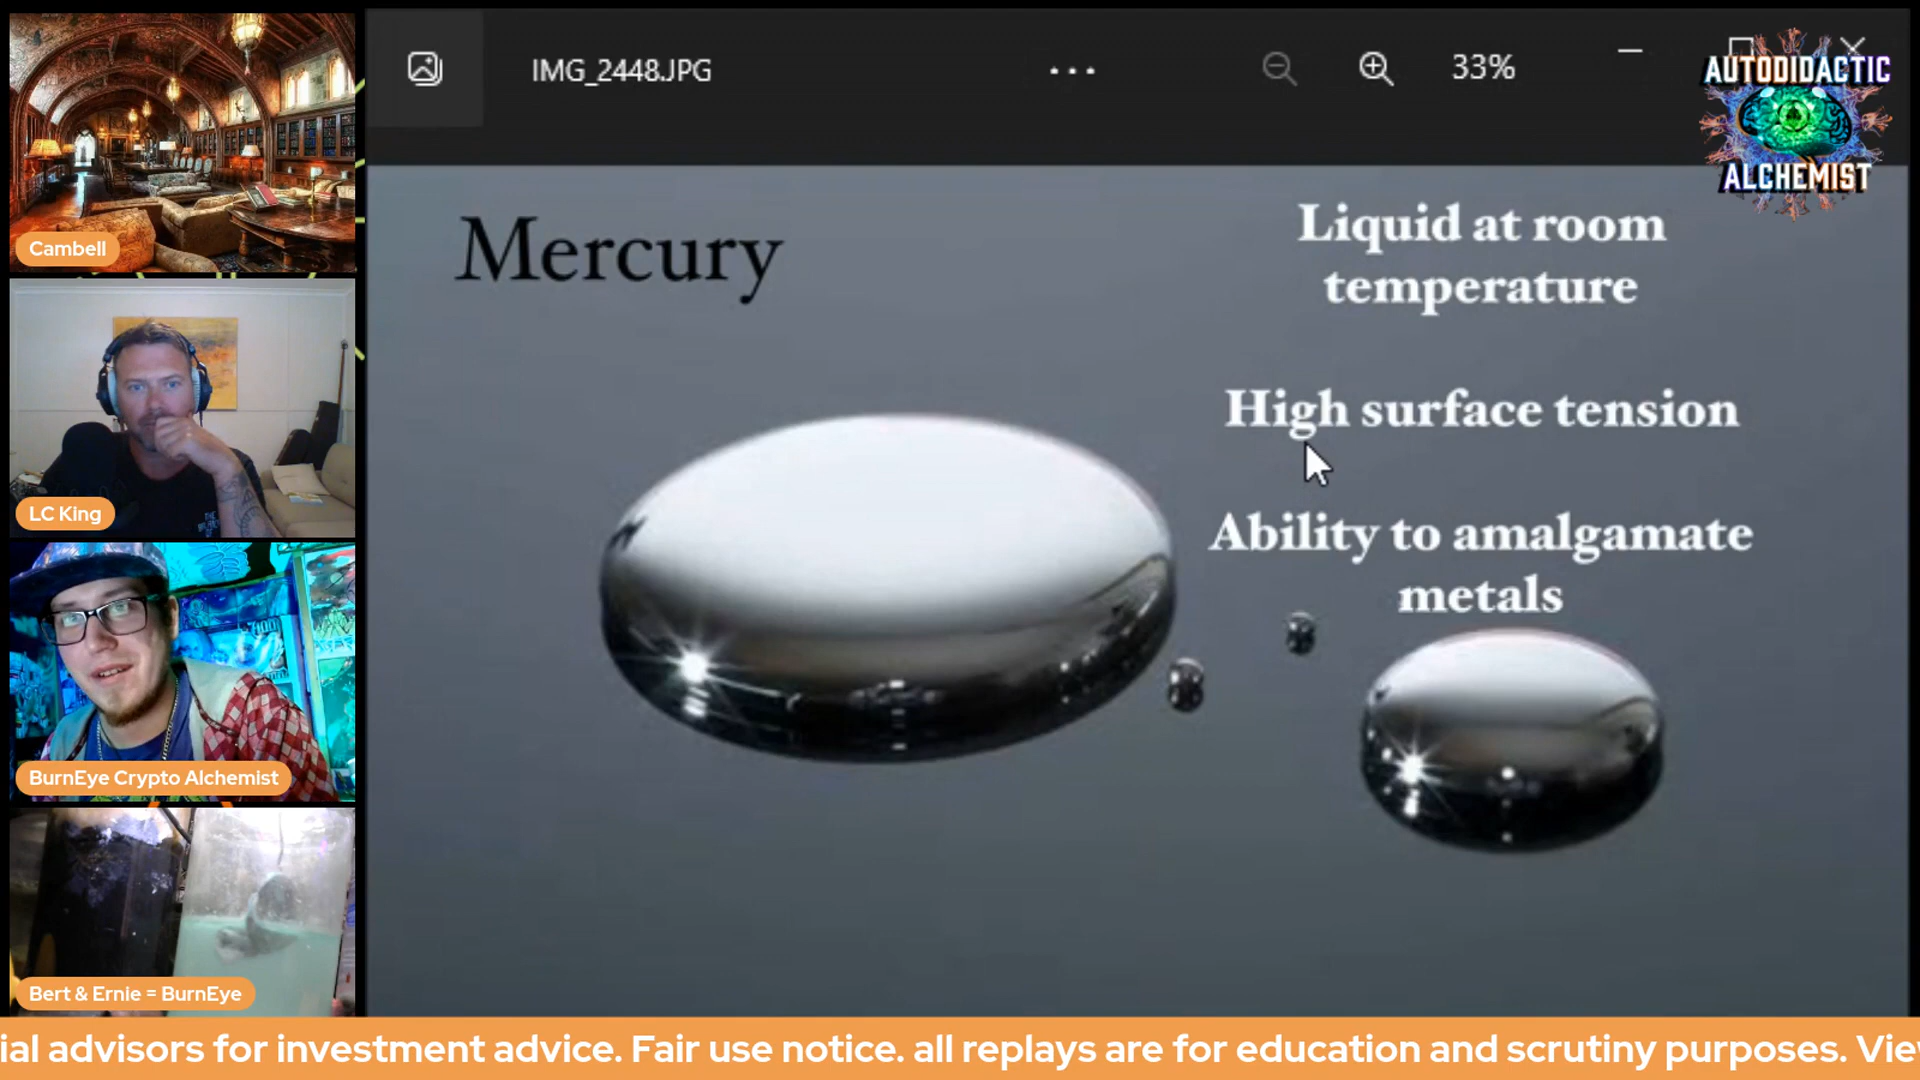 IMG_2448.JPG
33%
AUTODIDACTIC
ALCHEMIST
Mercury
Liquid at room
temperature
High surface tension
Ability to amalgamate
metals
Cambell
LC King
BurnEye Crypto Alchemist
Bert & Ernie = BurnEye
ial advisors for investment advice. Fair use notice. all replays are for education and scrutiny purposes. Vie